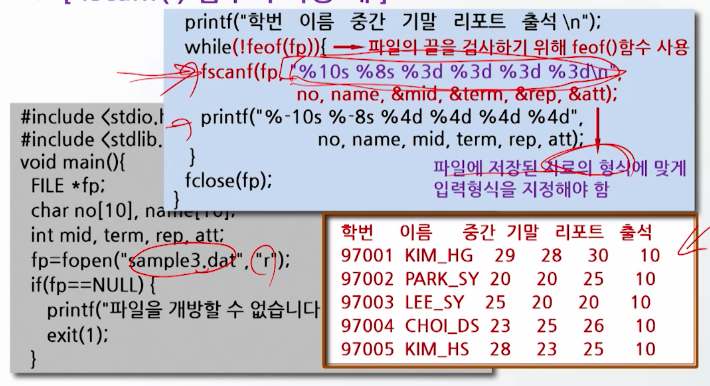 printf("학번 이름 중간 기말 리포트 출석 \n");
while(!feof(fp)){ 파일의 끝을 검사하기 위해 feof()함수 사용
fscanf(fp, "%10s %8s %3d %3d %3d %3d\n"
no, name, &mid, &term, &rep, &att);
printf("%-10s %-8s %4d %4d %4d %4d",
no, name, mid, term, rep, att);
}
fclose(fp);
}
파일에 저장된 자료의 형식에 맞게
입력형식을 지정해야 함
#include <stdio.
#include <stdlib.
void main(){
FILE *fp;
char no[10], name[10];
int mid, term, rep, att;
fp=fopen("sample3.dat", "r");
if(fp==NULL) {
printf("파일을 개방할 수 없습니다
exit(1);
}
학번 이름 중간 기말 리포트 출석
97001 KIM_HG 29 28 30 10
97002 PARK_SY 20 20 25 10
97003 LEE_SY 25 20 20 10
97004 CHOI_DS 23 25 26 10
97005 KIM_HS 28 23 25 10